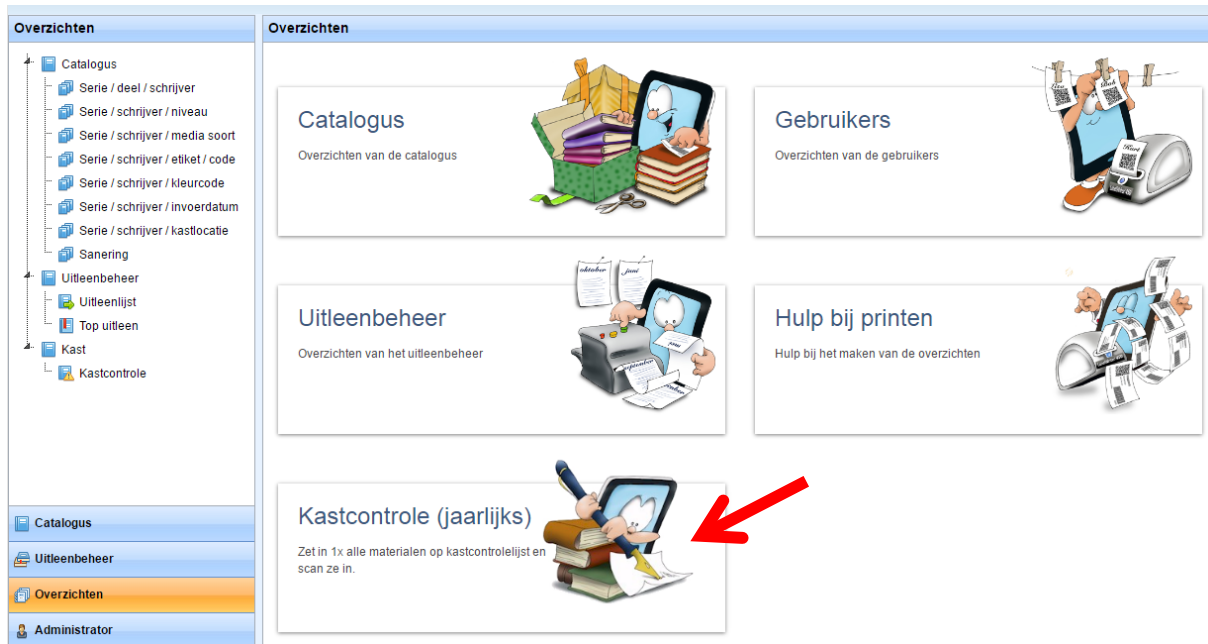 Overzichten
Catalogus
Serie / deel / schrijver
Serie / schrijver / niveau
Serie / schrijver / media soort
Serie / schrijver / etiket / code
Serie / schrijver / kleurcode
Serie / schrijver / invoerdatum
Serie / schrijver / kastlocatie
Sanering
Uitleenbeheer
Uitleenlijst
Top uitleen
Kast
Kastcontrole
Catalogus
Uitleenbeheer
Overzichten
Administrator
Overzichten
Catalogus
Overzichten van de catalogus
Gebruikers
Overzichten van de gebruikers
Uitleenbeheer
Overzichten van het uitleenbeheer
oktober
juni
september
Hulp bij printen
Hulp bij het maken van de overzichten
Kastcontrole (jaarlijks)
Zet in 1x alle materialen op kastcontrolelijst en
scan ze in.